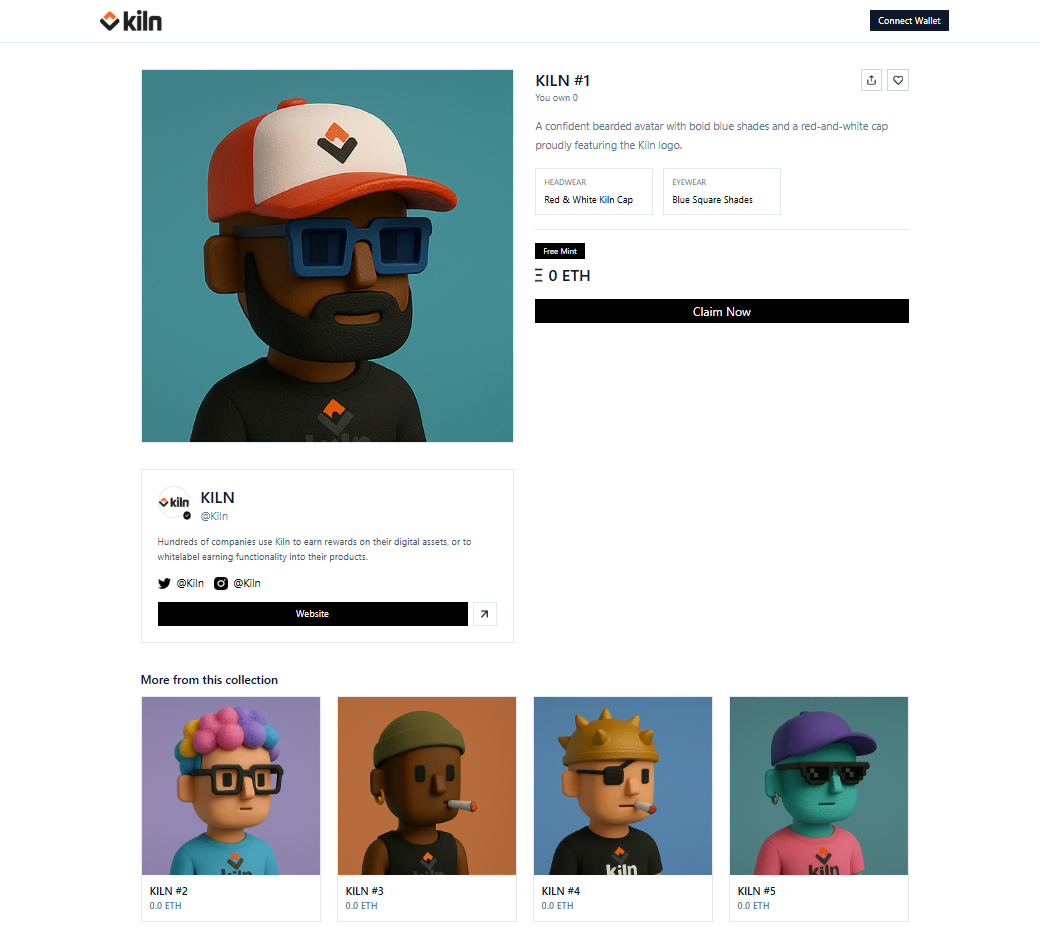 kiln
Connect Wallet
KILN #1
You own 0
A confident bearded avatar with bold blue shades and a red-and-white cap
proudly featuring the Kiln logo.
HEADWEAR
Red & White Kiln Cap
EYEWEAR
Blue Square Shades
Free Mint
Ξ 0 ETH
Claim Now
kiln
kiln
KILN
@Kiln
Hundreds of companies use Kiln to earn rewards on their digital assets, or to
whitelabel earning functionality into their products.
@Kiln
@Kiln
Website
More from this collection
kiln
kiln
kiln
kiln
KILN #2
0.0 ETH
KILN #3
0.0 ETH
KILN #4
0.0 ETH
KILN #5
0.0 ETH